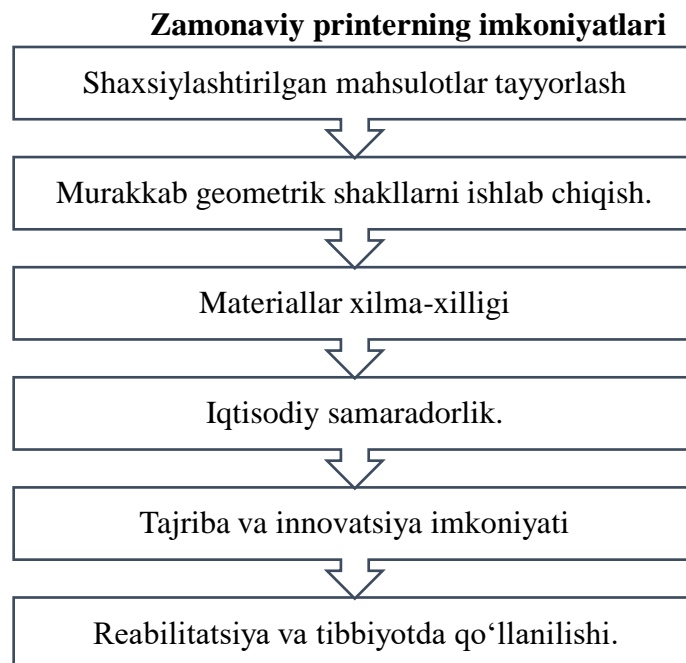 Zamonaviy printerning imkoniyatlari
Shaxsiylashtirilgan mahsulotlar tayyorlash
Murakkab geometrik shakllarni ishlab chiqish.
Materiallar xilma-xilligi
Iqtisodiy samaradorlik.
Tajriba va innovatsiya imkoniyati
Reabilitatsiya va tibbiyotda qo‘llanilishi.